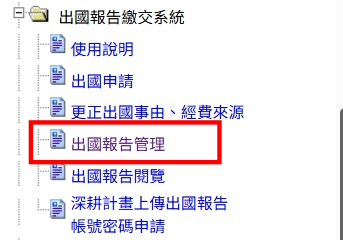 出國報告繳交系統
使用說明
出國申請
更正出國事由、經費來源
出國報告管理
出國報告閱覽
深耕計畫上傳出國報告
帳號密碼申請